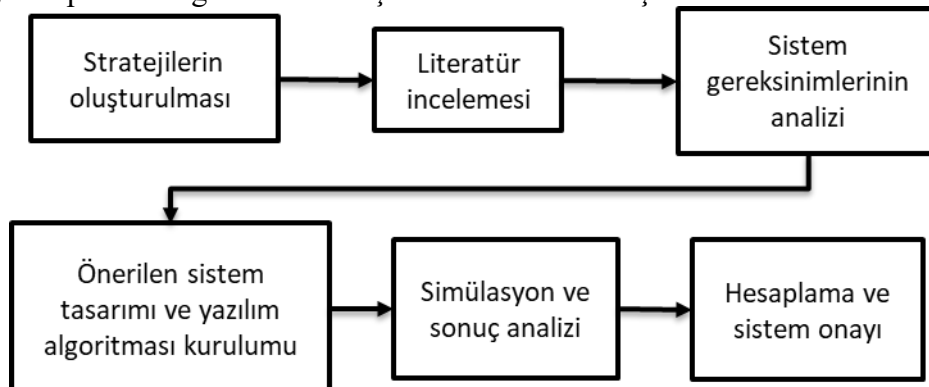 Stratejilerin
oluşturulması
Literatür
incelemesi
Sistem
gereksinimlerinin
analizi
Önerilen sistem
tasarımı ve yazılım
algoritması kurulumu
Simülasyon ve
sonuç analizi
Hesaplama ve
sistem onayı